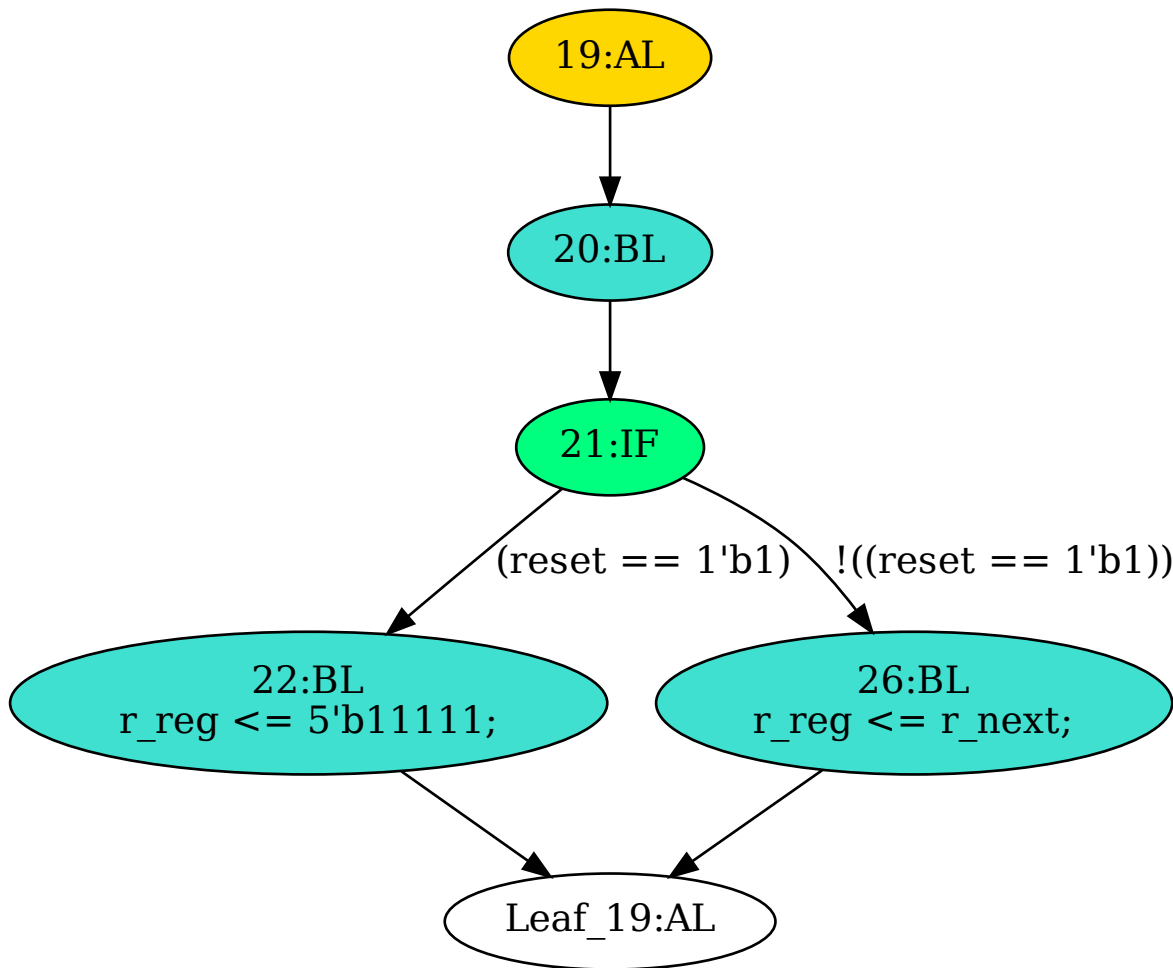 19:AL
20:BL
21:IF
(reset == 1'b1)
!((reset == 1'b1))
22:BL
r_reg <= 5'b11111;
26:BL
r_reg <= r_next;
Leaf_19:AL